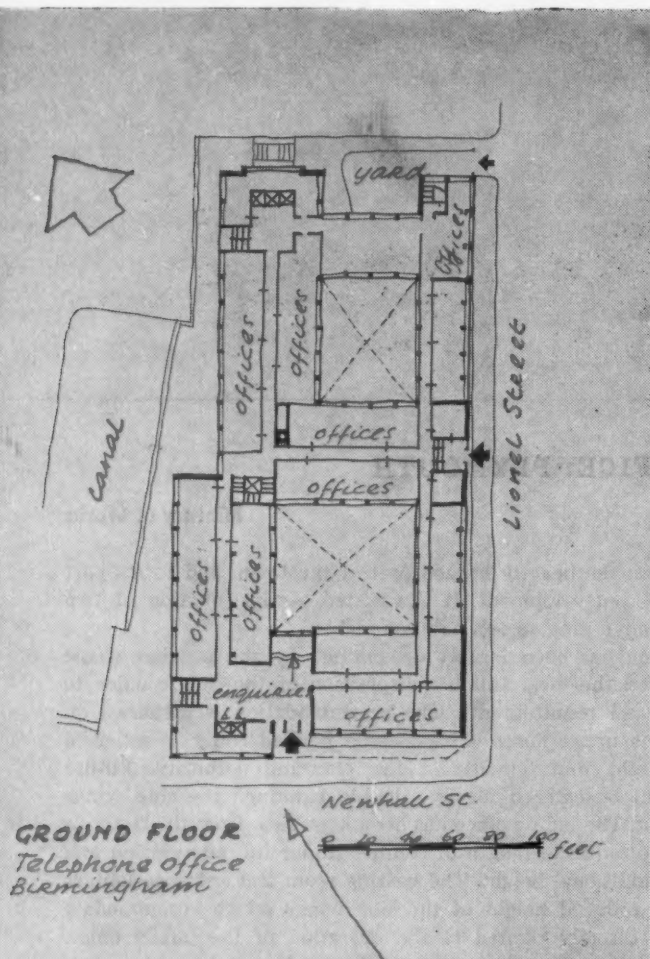 yard
offices
offices
offices
offices
offices
Lionel Street
canal
offices
offices
enquiries
offices
Newhall St.
GROUND FLOOR
Telephone office
Birmingham
0 20 40 60 80 100 feet